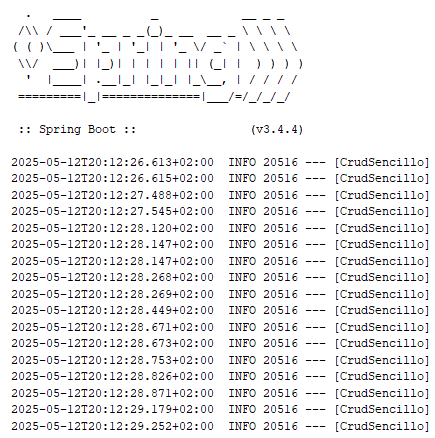 .   ____          _            __ _ _
 /\\ / ___'_ __ _ _(_)_ __  __ _ \ \ \ \
( ( )\___ | '_ | '_| | '_ \/ _` | \ \ \ \
 \\/  ___)| |_)| | | | | || (_| |  ) ) ) )
  '  |____| .__|_| |_|_| |_\__, | / / / /
 =========|_|==============|___/=/_/_/_/
 :: Spring Boot ::                (v3.4.4)
2025-05-12T20:12:26.613+02:00  INFO 20516 --- [CrudSencillo]
2025-05-12T20:12:26.615+02:00  INFO 20516 --- [CrudSencillo]
2025-05-12T20:12:27.488+02:00  INFO 20516 --- [CrudSencillo]
2025-05-12T20:12:27.545+02:00  INFO 20516 --- [CrudSencillo]
2025-05-12T20:12:28.120+02:00  INFO 20516 --- [CrudSencillo]
2025-05-12T20:12:28.147+02:00  INFO 20516 --- [CrudSencillo]
2025-05-12T20:12:28.147+02:00  INFO 20516 --- [CrudSencillo]
2025-05-12T20:12:28.268+02:00  INFO 20516 --- [CrudSencillo]
2025-05-12T20:12:28.269+02:00  INFO 20516 --- [CrudSencillo]
2025-05-12T20:12:28.449+02:00  INFO 20516 --- [CrudSencillo]
2025-05-12T20:12:28.671+02:00  INFO 20516 --- [CrudSencillo]
2025-05-12T20:12:28.673+02:00  INFO 20516 --- [CrudSencillo]
2025-05-12T20:12:28.753+02:00  INFO 20516 --- [CrudSencillo]
2025-05-12T20:12:28.826+02:00  INFO 20516 --- [CrudSencillo]
2025-05-12T20:12:28.871+02:00  INFO 20516 --- [CrudSencillo]
2025-05-12T20:12:29.179+02:00  INFO 20516 --- [CrudSencillo]
2025-05-12T20:12:29.252+02:00  INFO 20516 --- [CrudSencillo]